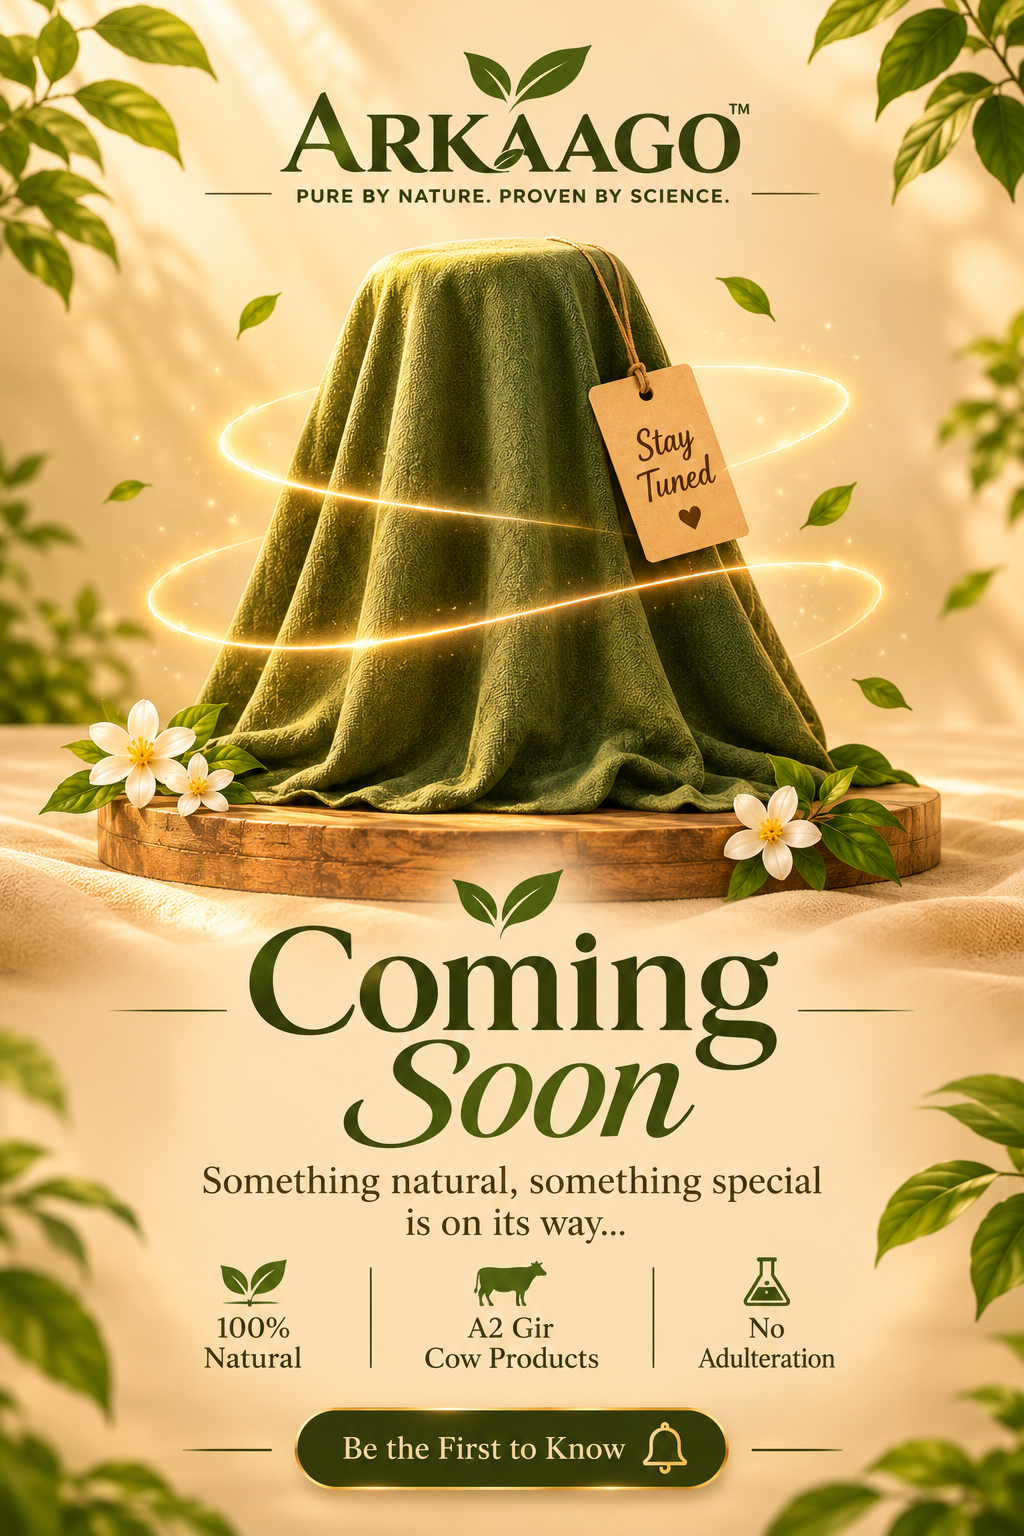 ARKAAGO™
PURE BY NATURE. PROVEN BY SCIENCE.
Stay
Tuned
Coming
Soon
Something natural, something special
is on its way...
100%
Natural
A2 Gir
Cow Products
No
Adulteration
Be the First to Know